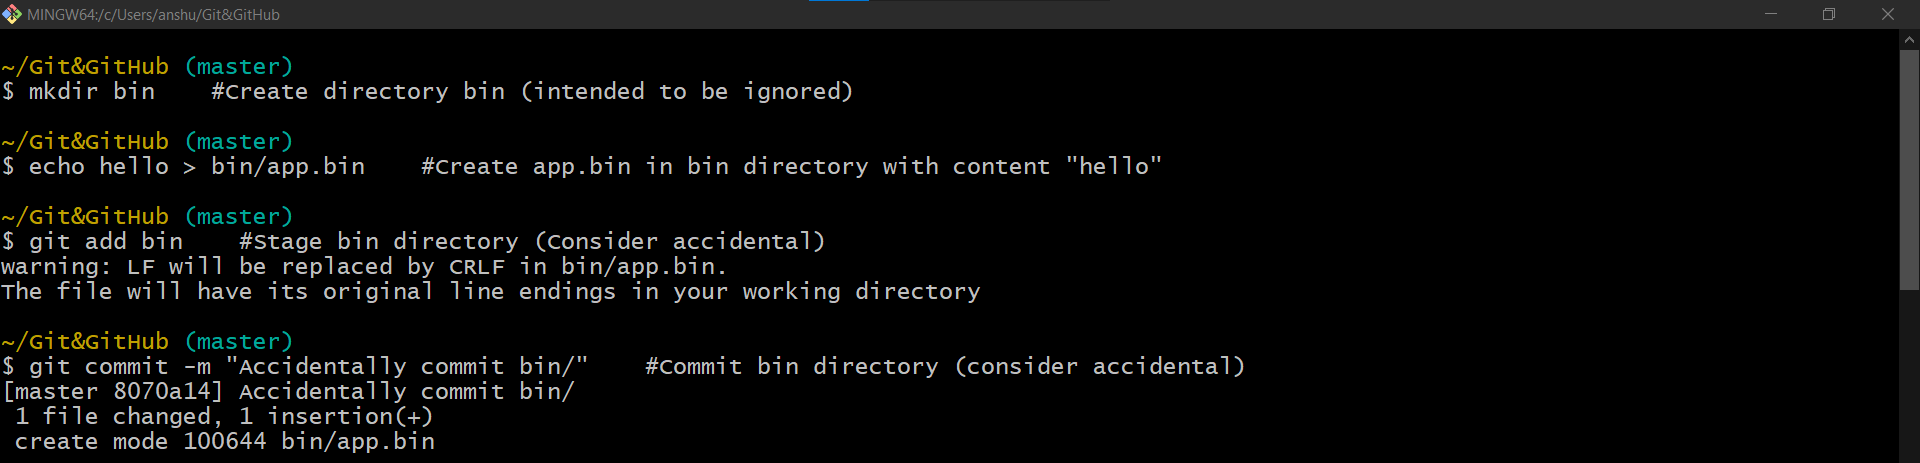 MINGW64:/c/Users/anshu/Git&GitHub
~/Git&GitHub (master)
$ mkdir bin    #Create directory bin (intended to be ignored)
~/Git&GitHub (master)
$ echo hello > bin/app.bin    #Create app.bin in bin directory with content "hello"
~/Git&GitHub (master)
$ git add bin    #Stage bin directory (Consider accidental)
warning: LF will be replaced by CRLF in bin/app.bin.
The file will have its original line endings in your working directory
~/Git&GitHub (master)
$ git commit -m "Accidentally commit bin/"    #Commit bin directory (consider accidental)
[master 8070a14] Accidentally commit bin/
 1 file changed, 1 insertion(+)
 create mode 100644 bin/app.bin